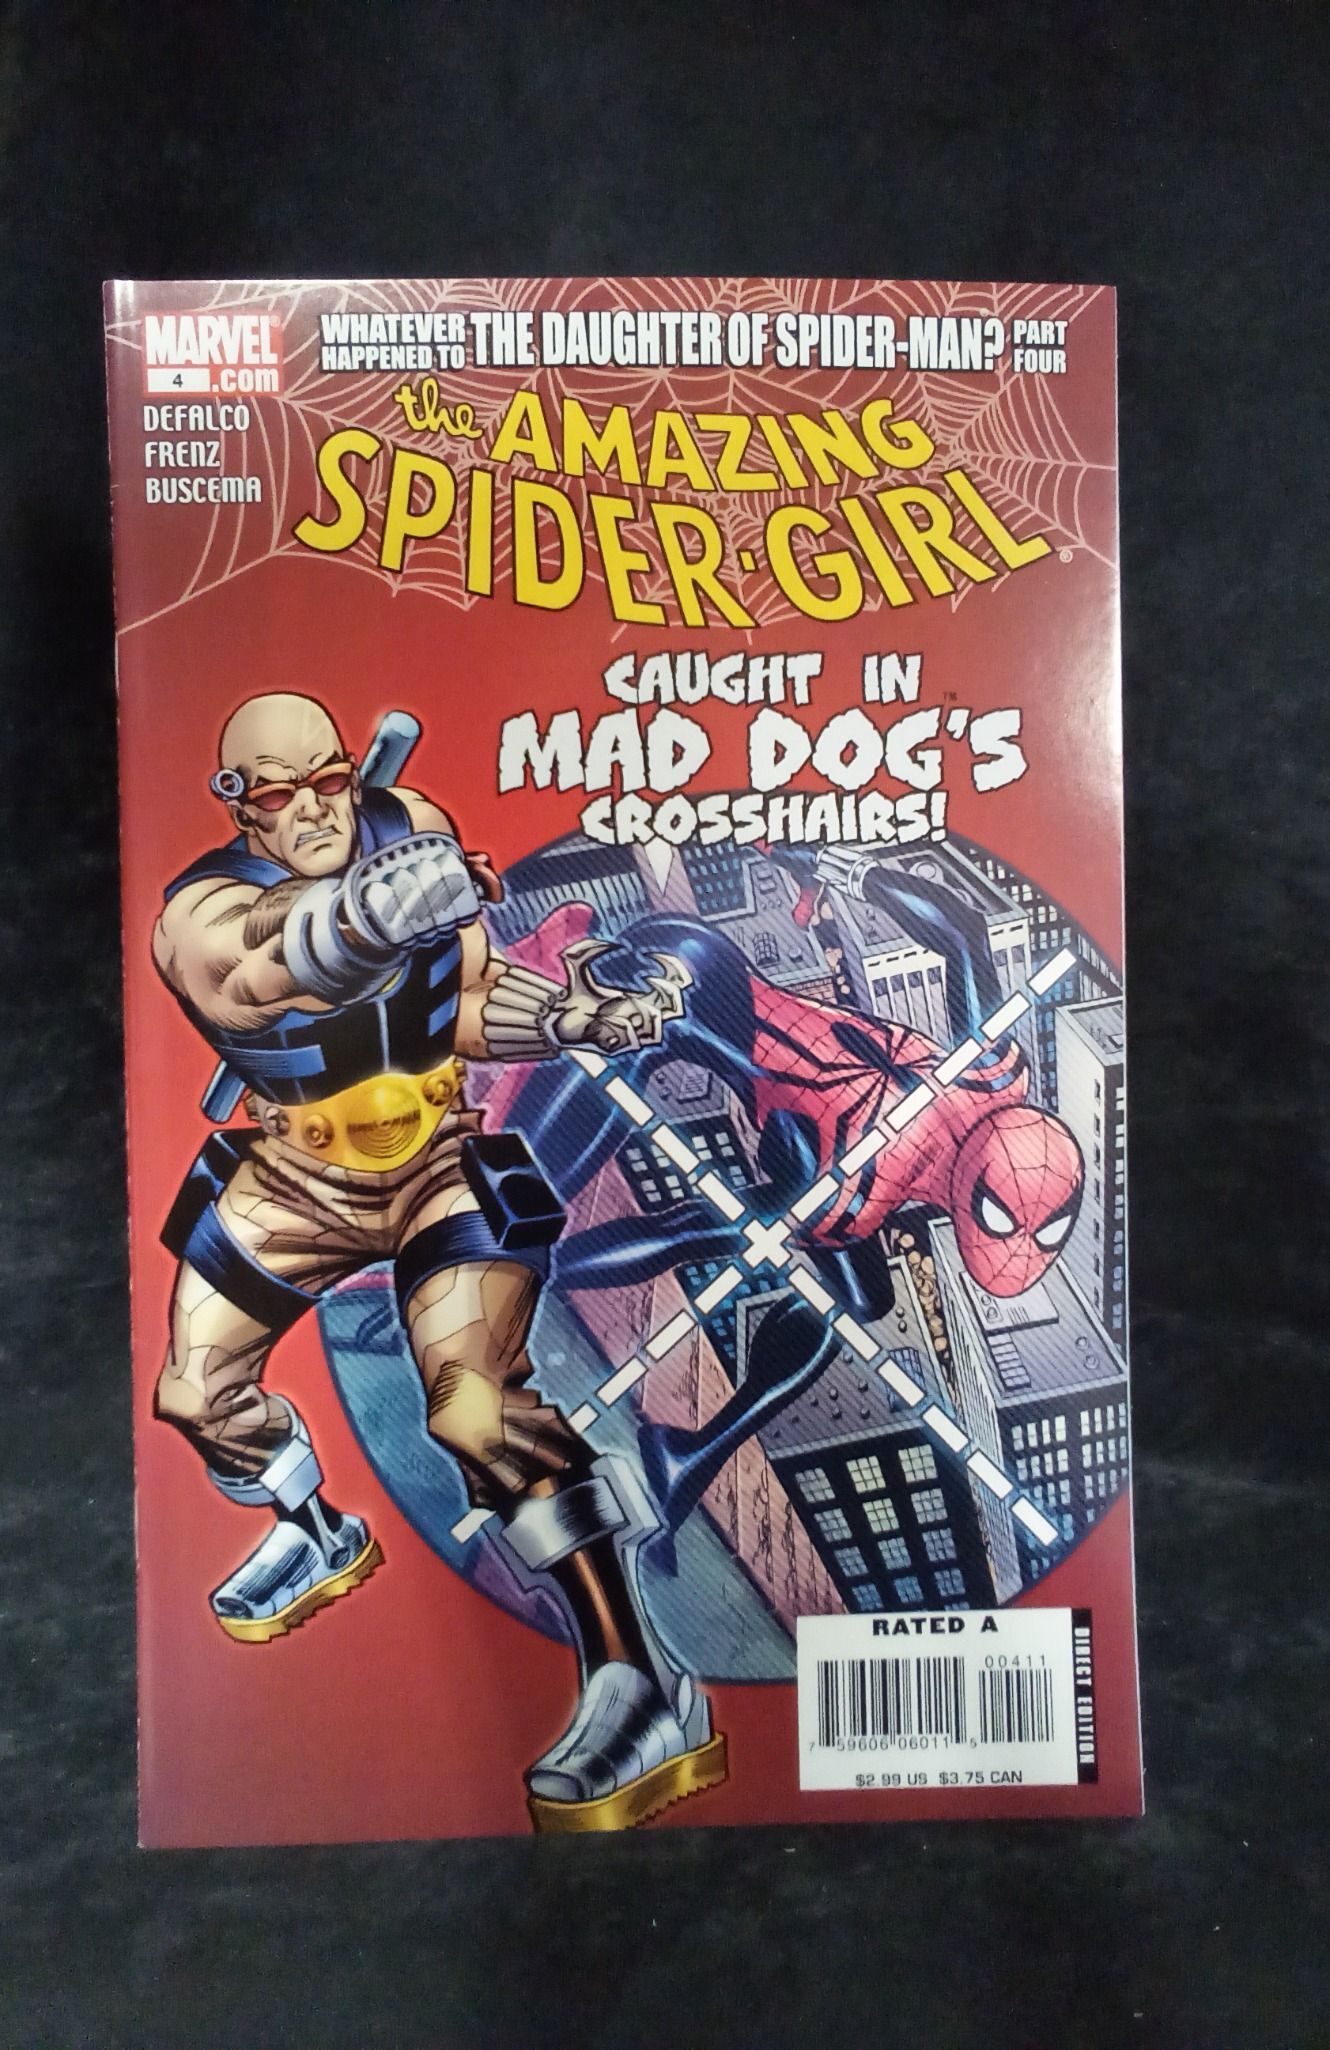 MARVEL®
4 .com
DEFALCO
FRENZ
BUSCEMA
WHATEVER
HAPPENED TO
THE DAUGHTER OF SPIDER-MAN?
PART
FOUR
the AMAZING
SPIDER-GIRL®
CAUGHT IN
MAD DOG'S™
CROSSHAIRS!
RATED A
00411
7 59606 06011 5
$2.99 US $3.75 CAN
DIRECT EDITION